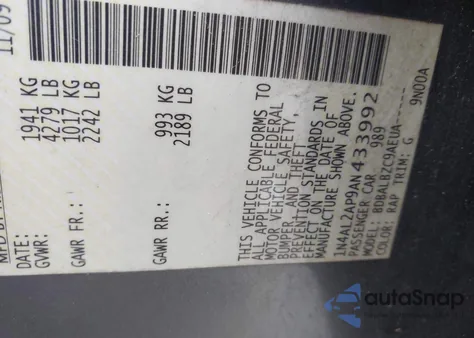 MFD BY
DATE: 11/09
GVWR: 1941 KG
4279 LB
GAWR FR.: 1017 KG
2242 LB
GAWR RR.: 993 KG
2189 LB
THIS VEHICLE CONFORMS TO
ALL APPLICABLE FEDERAL
MOTOR VEHICLE SAFETY,
BUMPER, AND THEFT
PREVENTION STANDARDS IN
EFFECT ON THE DATE OF
MANUFACTURE SHOWN ABOVE.
1N4AL2AP9AN433992
PASSENGER CAR 989
MODEL: BDBALBZC9AEUA-----
COLOR: RAP TRIM: G 9N00A
autoSnap